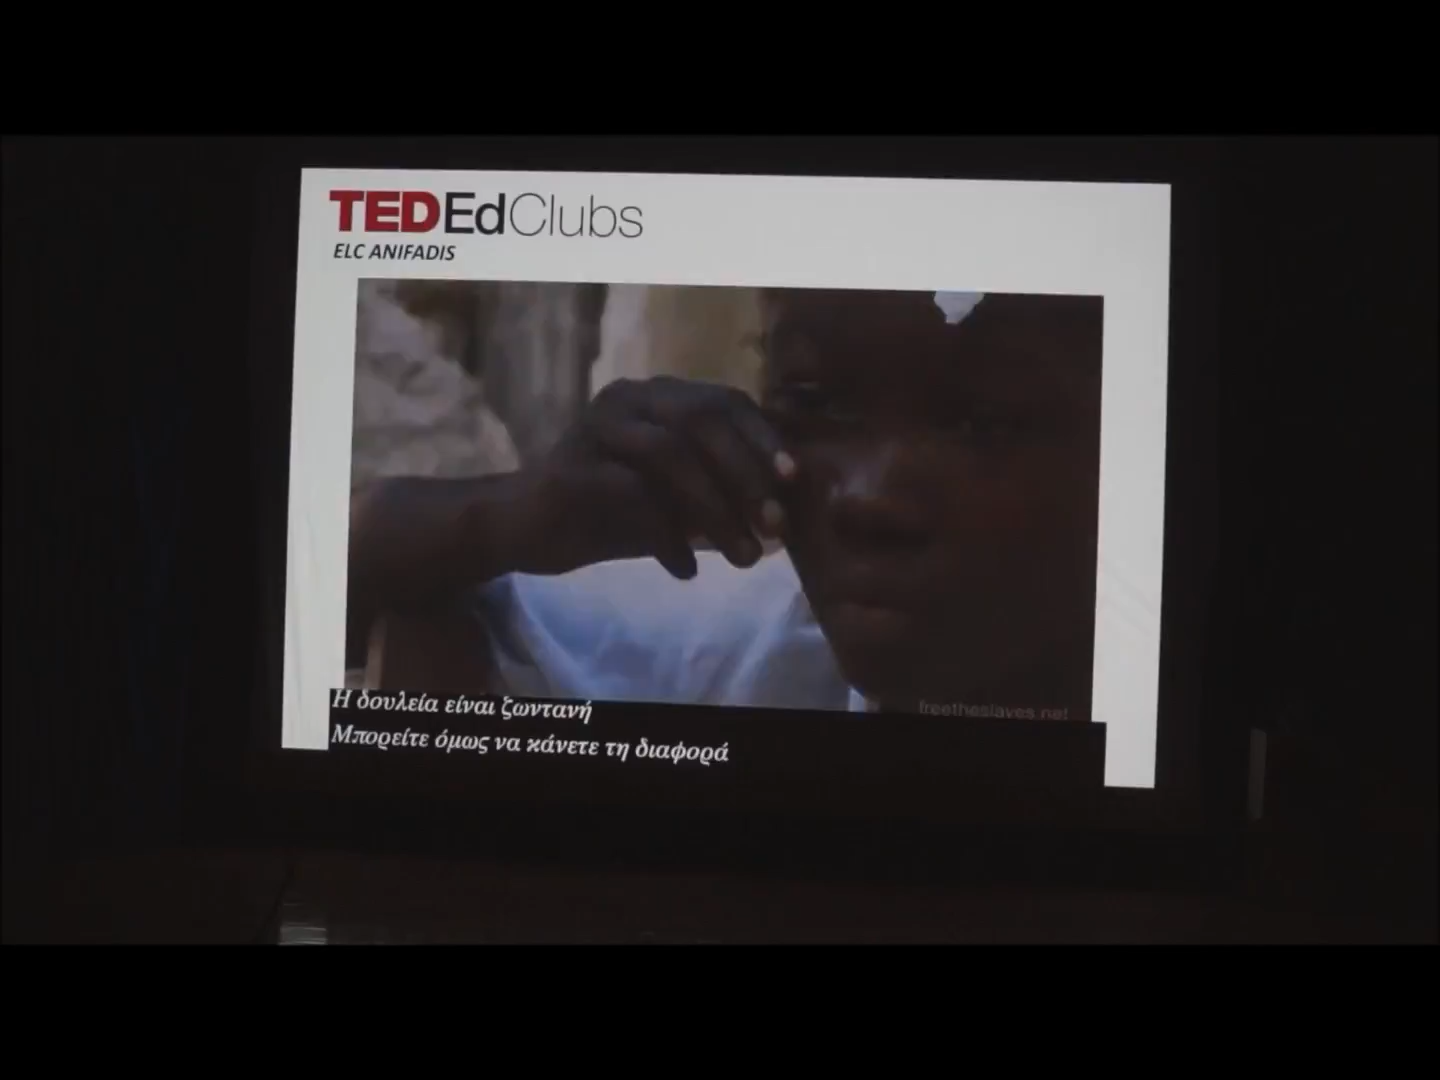 TEDEdClubs
ELC ANIFADIS
freetheslaves.net
Η δουλεία είναι ζωντανή
Μπορείτε όμως να κάνετε τη διαφορά